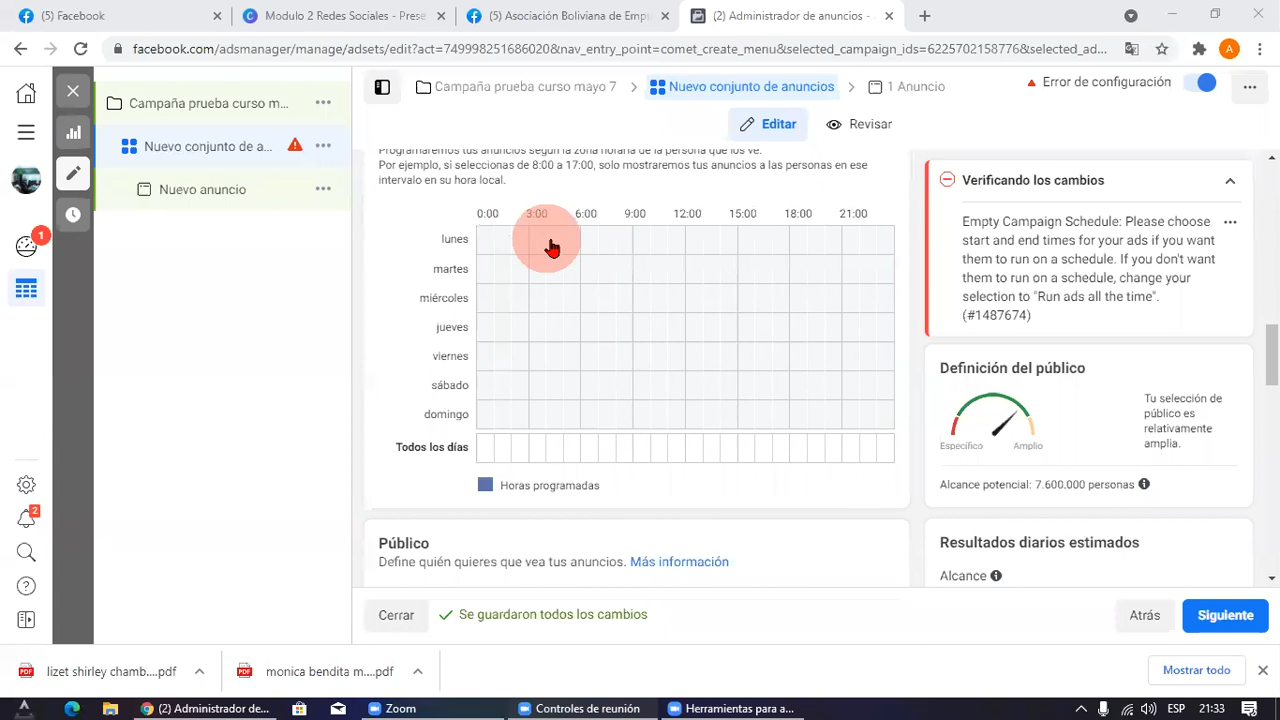 (5) Facebook
Modulo 2 Redes Sociales - Prese
(5) Asociación Boliviana de Empr
(2) Administrador de anuncios -
facebook.com/adsmanager/manage/adsets/edit?act=749998251686020&nav_entry_point=comet_create_menu&selected_campaign_ids=6225702158776&selected_ad...
A
Campaña prueba curso m...
Nuevo conjunto de a...
Nuevo anuncio
1
2
Campaña prueba curso mayo 7
Nuevo conjunto de anuncios
1 Anuncio
Error de configuración
Editar
Revisar
Programaremos tus anuncios según la zona horaria de la persona que los ve.
Por ejemplo, si seleccionas de 8:00 a 17:00, solo mostraremos tus anuncios a las personas en ese
intervalo en su hora local.
0:00 3:00 6:00 9:00 12:00 15:00 18:00 21:00
lunes
martes
miércoles
jueves
viernes
sábado
domingo
Todos los días
Horas programadas
Público
Define quién quieres que vea tus anuncios. Más información
Verificando los cambios
Empty Campaign Schedule: Please choose
start and end times for your ads if you want
them to run on a schedule. If you don't want
them to run on a schedule, change your
selection to "Run ads all the time".
(#1487674)
Definición del público
Específico
Amplio
Tu selección de
público es
relativamente
amplia.
Alcance potencial: 7.600.000 personas
Resultados diarios estimados
Alcance
Cerrar
Se guardaron todos los cambios
Atrás
Siguiente
lizet shirley chamb....pdf
monica bendita m....pdf
Mostrar todo
(2) Administrador de...
Zoom
Controles de reunión
Herramientas para a...
ESP
21:33